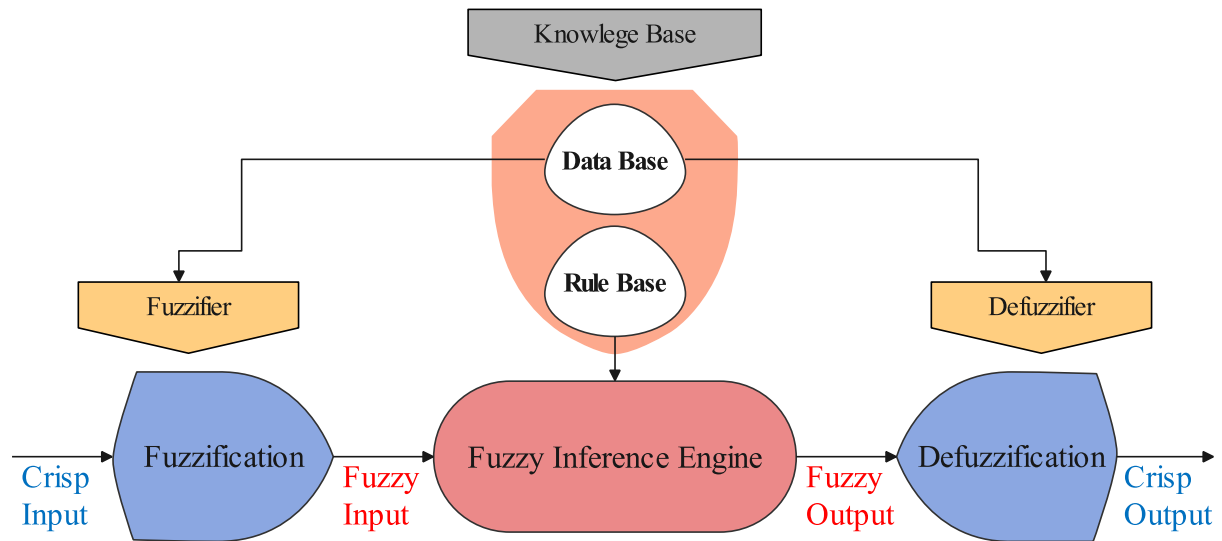 Knowlege Base
Data Base
Rule Base
Fuzzifier
Defuzzifier
Fuzzification
Fuzzy Inference Engine
Defuzzification
Crisp
Input
Fuzzy
Input
Fuzzy
Output
Crisp
Output